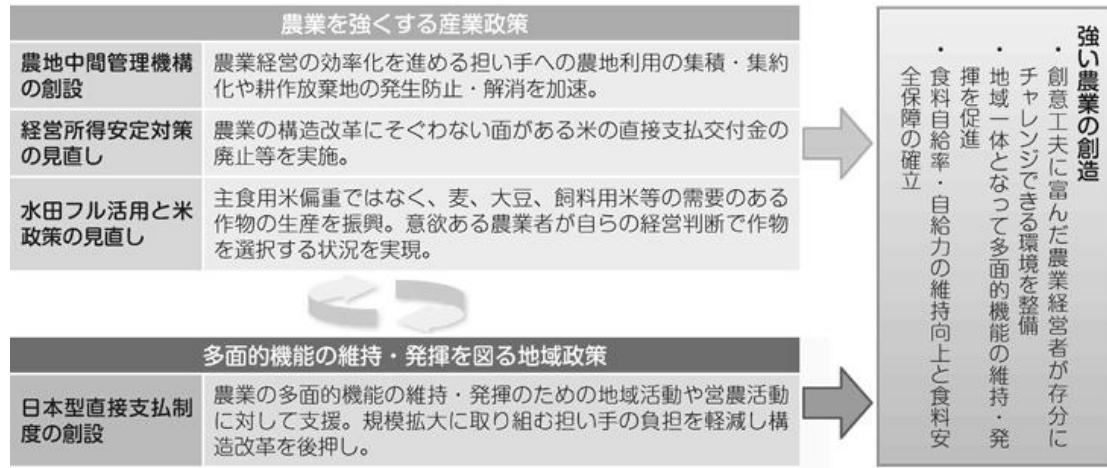 農業を強くする産業政策
農地中間管理機構
の創設
農業経営の効率化を進める担い手への農地利用の集積・集約
化や耕作放棄地の発生防止・解消を加速。
経営所得安定対策
の見直し
農業の構造改革にそぐわない面がある米の直接支払交付金の
廃止等を実施。
水田フル活用と米
政策の見直し
主食用米偏重ではなく、麦、大豆、飼料用米等の需要のある
作物の生産を振興。意欲ある農業者が自らの経営判断で作物
を選択する状況を実現。
多面的機能の維持・発揮を図る地域政策
日本型直接支払制
度の創設
農業の多面的機能の維持・発揮のための地域活動や営農活動
に対して支援。規模拡大に取り組む担い手の負担を軽減し構
造改革を後押し。
強い農業の創造
・創意工夫に富んだ農業経営者が存分に
チャレンジできる環境を整備
・地域一体となって多面的機能の維持・発
揮を促進
・食料自給率・自給力の維持向上と食料安
全保障の確立